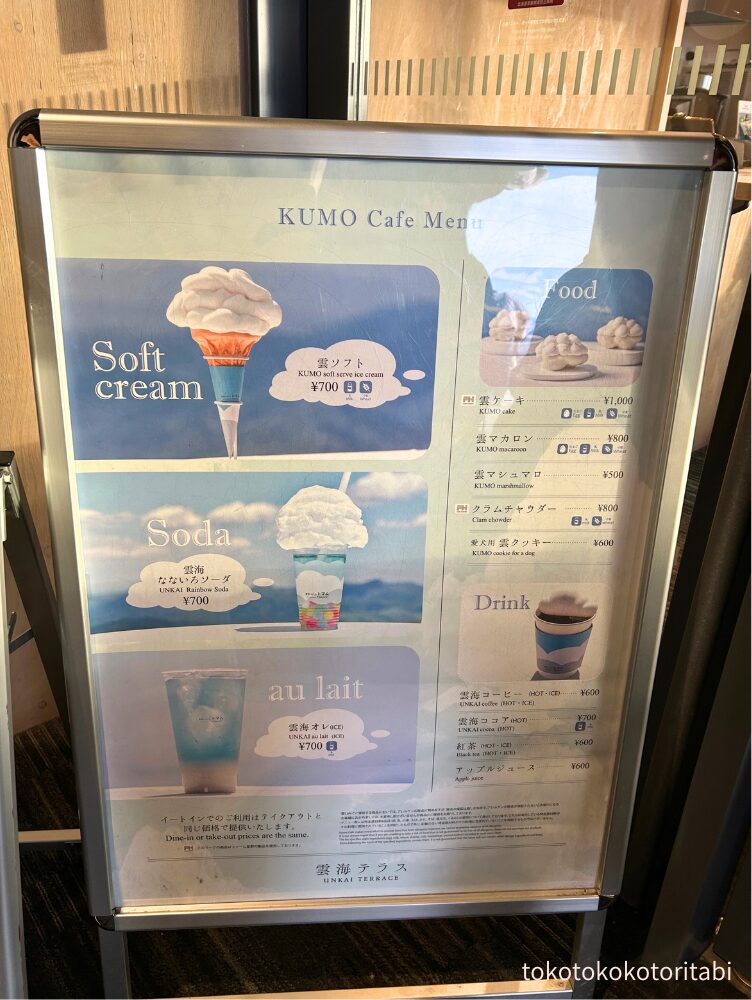 KUMO Cafe Menu
Soft
cream
雲ソフト
KUMO soft serve ice cream
¥700
Soda
雲海
なないろソーダ
UNKAI Rainbow Soda
¥700
au lait
雲海オレ(ICE)
UNKAI au lait (ICE)
¥700
イートインでのご利用はテイクアウトと
同じ価格で提供いたします。
Dine-in or take-out prices are the same.
Food
雲ケーキ ¥1,000
KUMO cake
雲マカロン ¥800
KUMO macaroon
雲マシュマロ ¥500
KUMO marshmallow
クラムチャウダー ¥800
Clam chowder
愛犬用 雲クッキー ¥600
KUMO cookie for a dog
Drink
雲海コーヒー (HOT・ICE) ¥600
UNKAI coffee (HOT・ICE)
雲海ココア(HOT) ¥700
UNKAI cocoa (HOT)
紅茶 (HOT・ICE) ¥600
Black tea (HOT・ICE)
アップルジュース ¥600
Apple juice
雲海テラス
UNKAI TERRACE
tokotokokotoritabi